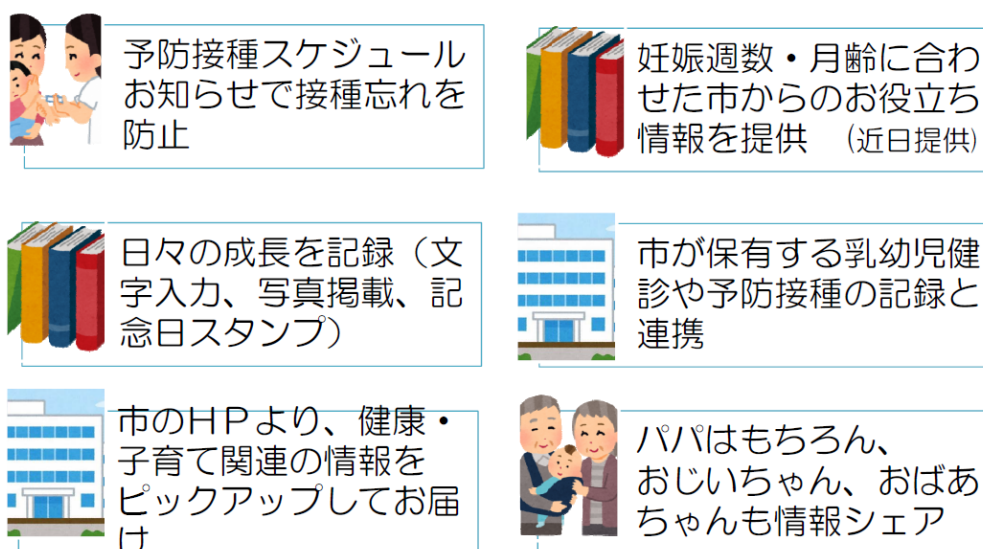 予防接種スケジュール
お知らせで接種忘れを
防止
妊娠週数・月齢に合わ
せた市からのお役立ち
情報を提供　(近日提供)
日々の成長を記録（文
字入力、写真掲載、記
念日スタンプ）
市が保有する乳幼児健
診や予防接種の記録と
連携
市のＨＰより、健康・
子育て関連の情報を
ピックアップしてお届
け
パパはもちろん、
おじいちゃん、おばあ
ちゃんも情報シェア